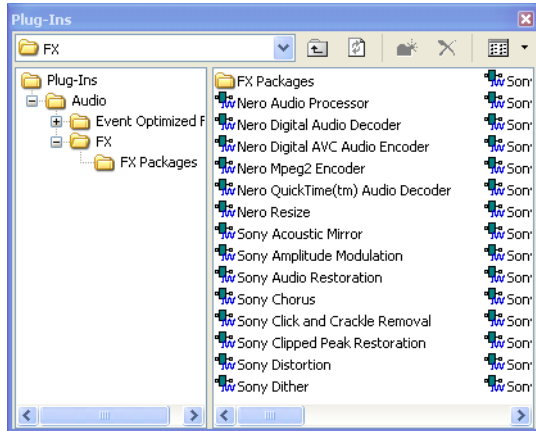 Plug-Ins
FX
Plug-Ins
Audio
Event Optimized F
FX
FX Packages
FX Packages
Nero Audio Processor
Nero Digital Audio Decoder
Nero Digital AVC Audio Encoder
Nero Mpeg2 Encoder
Nero QuickTime(tm) Audio Decoder
Nero Resize
Sony Acoustic Mirror
Sony Amplitude Modulation
Sony Audio Restoration
Sony Chorus
Sony Click and Crackle Removal
Sony Clipped Peak Restoration
Sony Distortion
Sony Dither